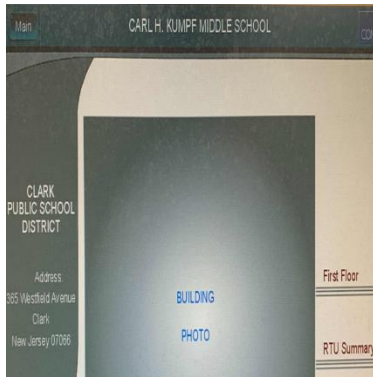 Main
CARL H. KUMPF MIDDLE SCHOOL
CLARK
PUBLIC SCHOOL
DISTRICT
Address:
365 Westfield Avenue
Clark
New Jersey 07066
BUILDING
PHOTO
First Floor
RTU Summary